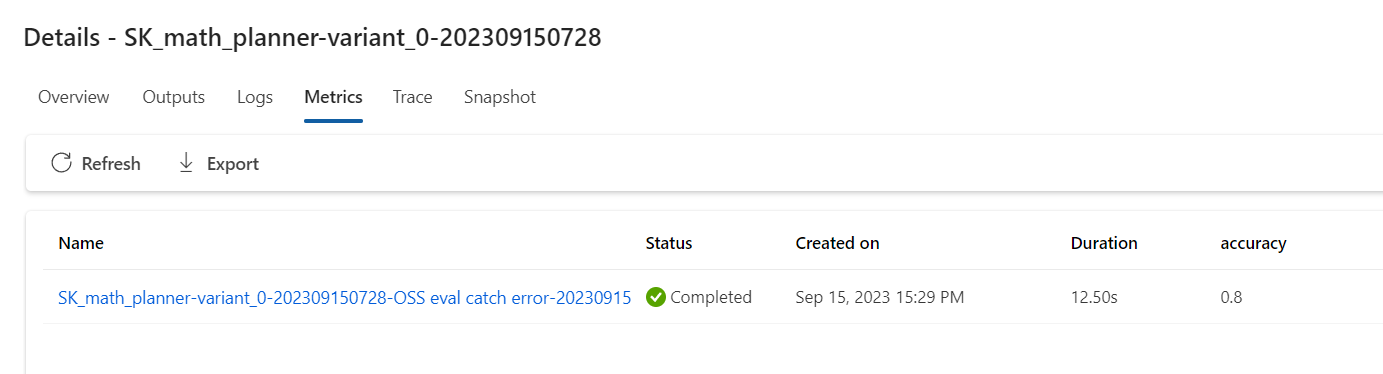 Details - SK_math_planner-variant_0-202309150728
Overview Outputs Logs Metrics Trace Snapshot
Refresh Export
Name Status Created on Duration accuracy
SK_math_planner-variant_0-202309150728-OSS eval catch error-20230915 Completed Sep 15, 2023 15:29 PM 12.50s 0.8